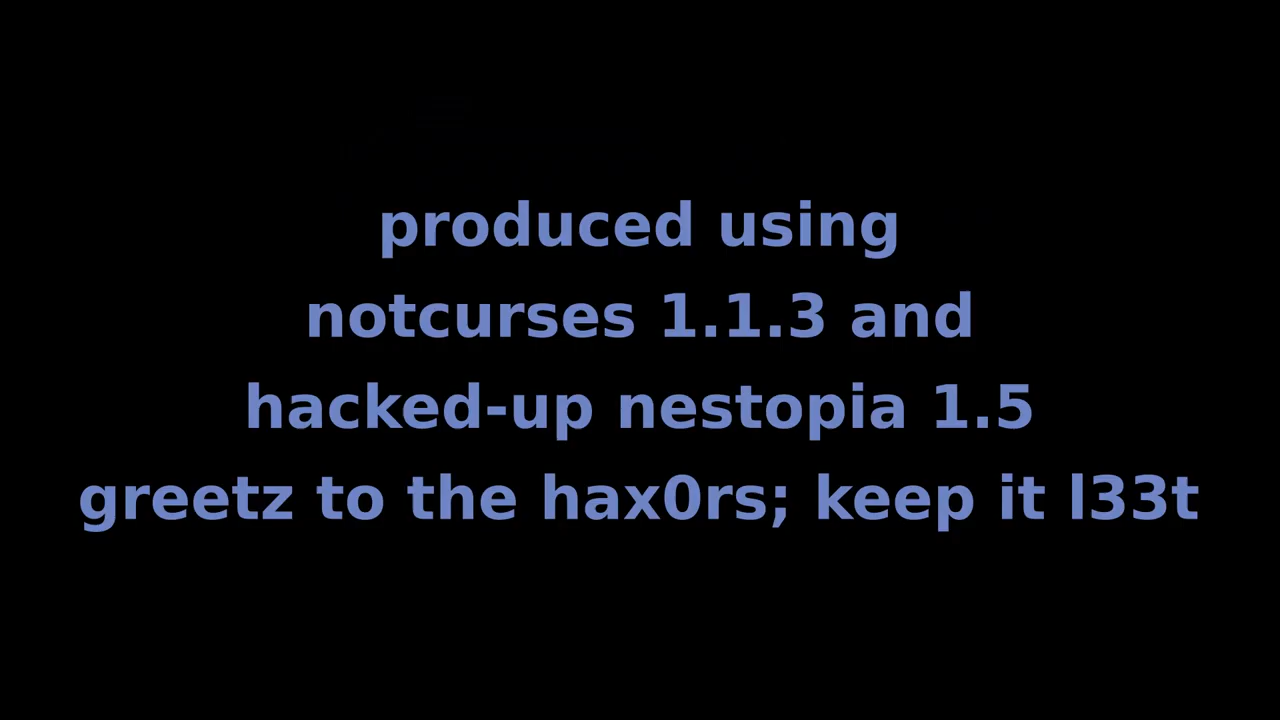 produced using
notcurses 1.1.3 and
hacked-up nestopia 1.5
greetz to the hax0rs; keep it l33t